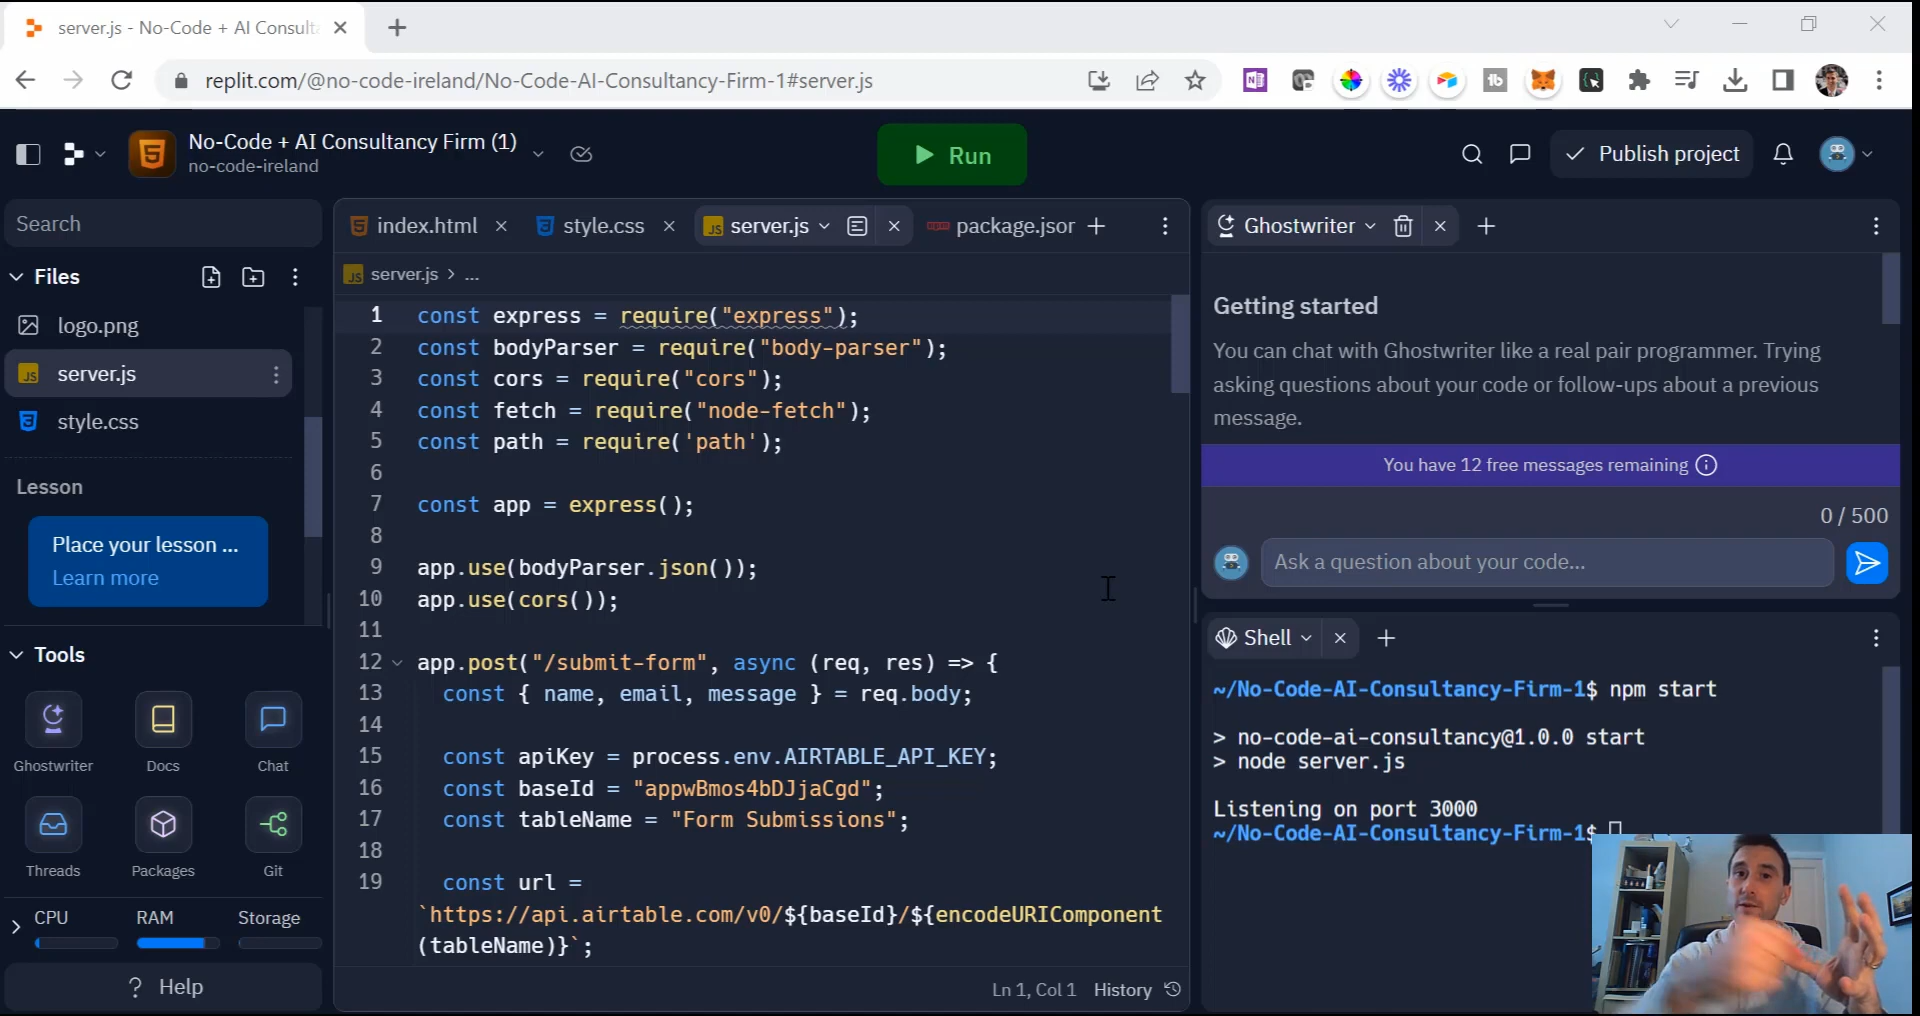 server.js - No-Code + AI Consulta
replit.com/@no-code-ireland/No-Code-AI-Consultancy-Firm-1#server.js
No-Code + AI Consultancy Firm (1)
no-code-ireland
Run
Publish project
Search
Files
logo.png
server.js
style.css
Lesson
Place your lesson ...
Learn more
Tools
Ghostwriter
Docs
Chat
Threads
Packages
Git
CPU
RAM
Storage
? Help
index.html
style.css
server.js
package.json
server.js > ...
1 const express = require("express");
2 const bodyParser = require("body-parser");
3 const cors = require("cors");
4 const fetch = require("node-fetch");
5 const path = require('path');
6
7 const app = express();
8
9 app.use(bodyParser.json());
10 app.use(cors());
11
12 app.post("/submit-form", async (req, res) => {
13 const { name, email, message } = req.body;
14
15 const apiKey = process.env.AIRTABLE_API_KEY;
16 const baseId = "appwBmos4bDJjaCgd";
17 const tableName = "Form Submissions";
18
19 const url =
`https://api.airtable.com/v0/${baseId}/${encodeURIComponent
(tableName)}`;
Ln 1, Col 1 History
Ghostwriter
Getting started
You can chat with Ghostwriter like a real pair programmer. Trying
asking questions about your code or follow-ups about a previous
message.
You have 12 free messages remaining
0 / 500
Ask a question about your code...
Shell
~/No-Code-AI-Consultancy-Firm-1$ npm start
> no-code-ai-consultancy@1.0.0 start
> node server.js
Listening on port 3000
~/No-Code-AI-Consultancy-Firm-1$